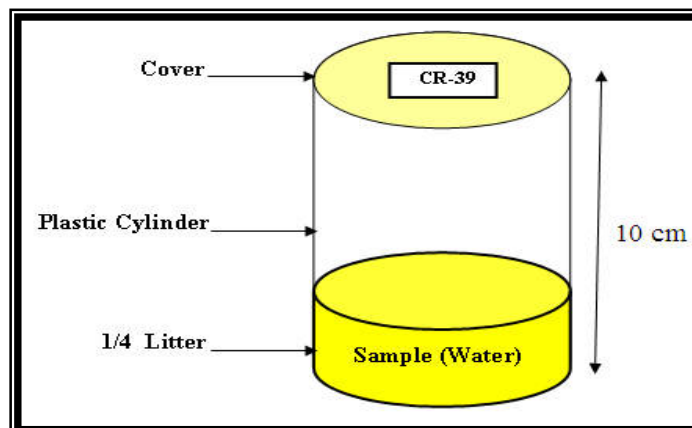 Cover
CR-39
Plastic Cylinder
10 cm
1/4 Litter
Sample (Water)